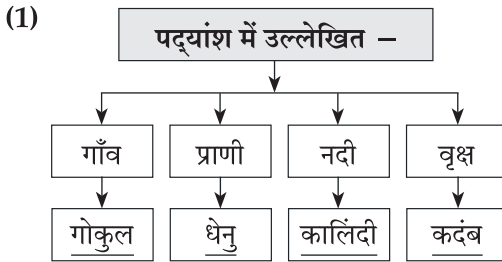 (1)
पद्यांश में उल्लेखित –
गाँव प्राणी नदी वृक्ष
गोकुल धेनु कालिंदी कदंब